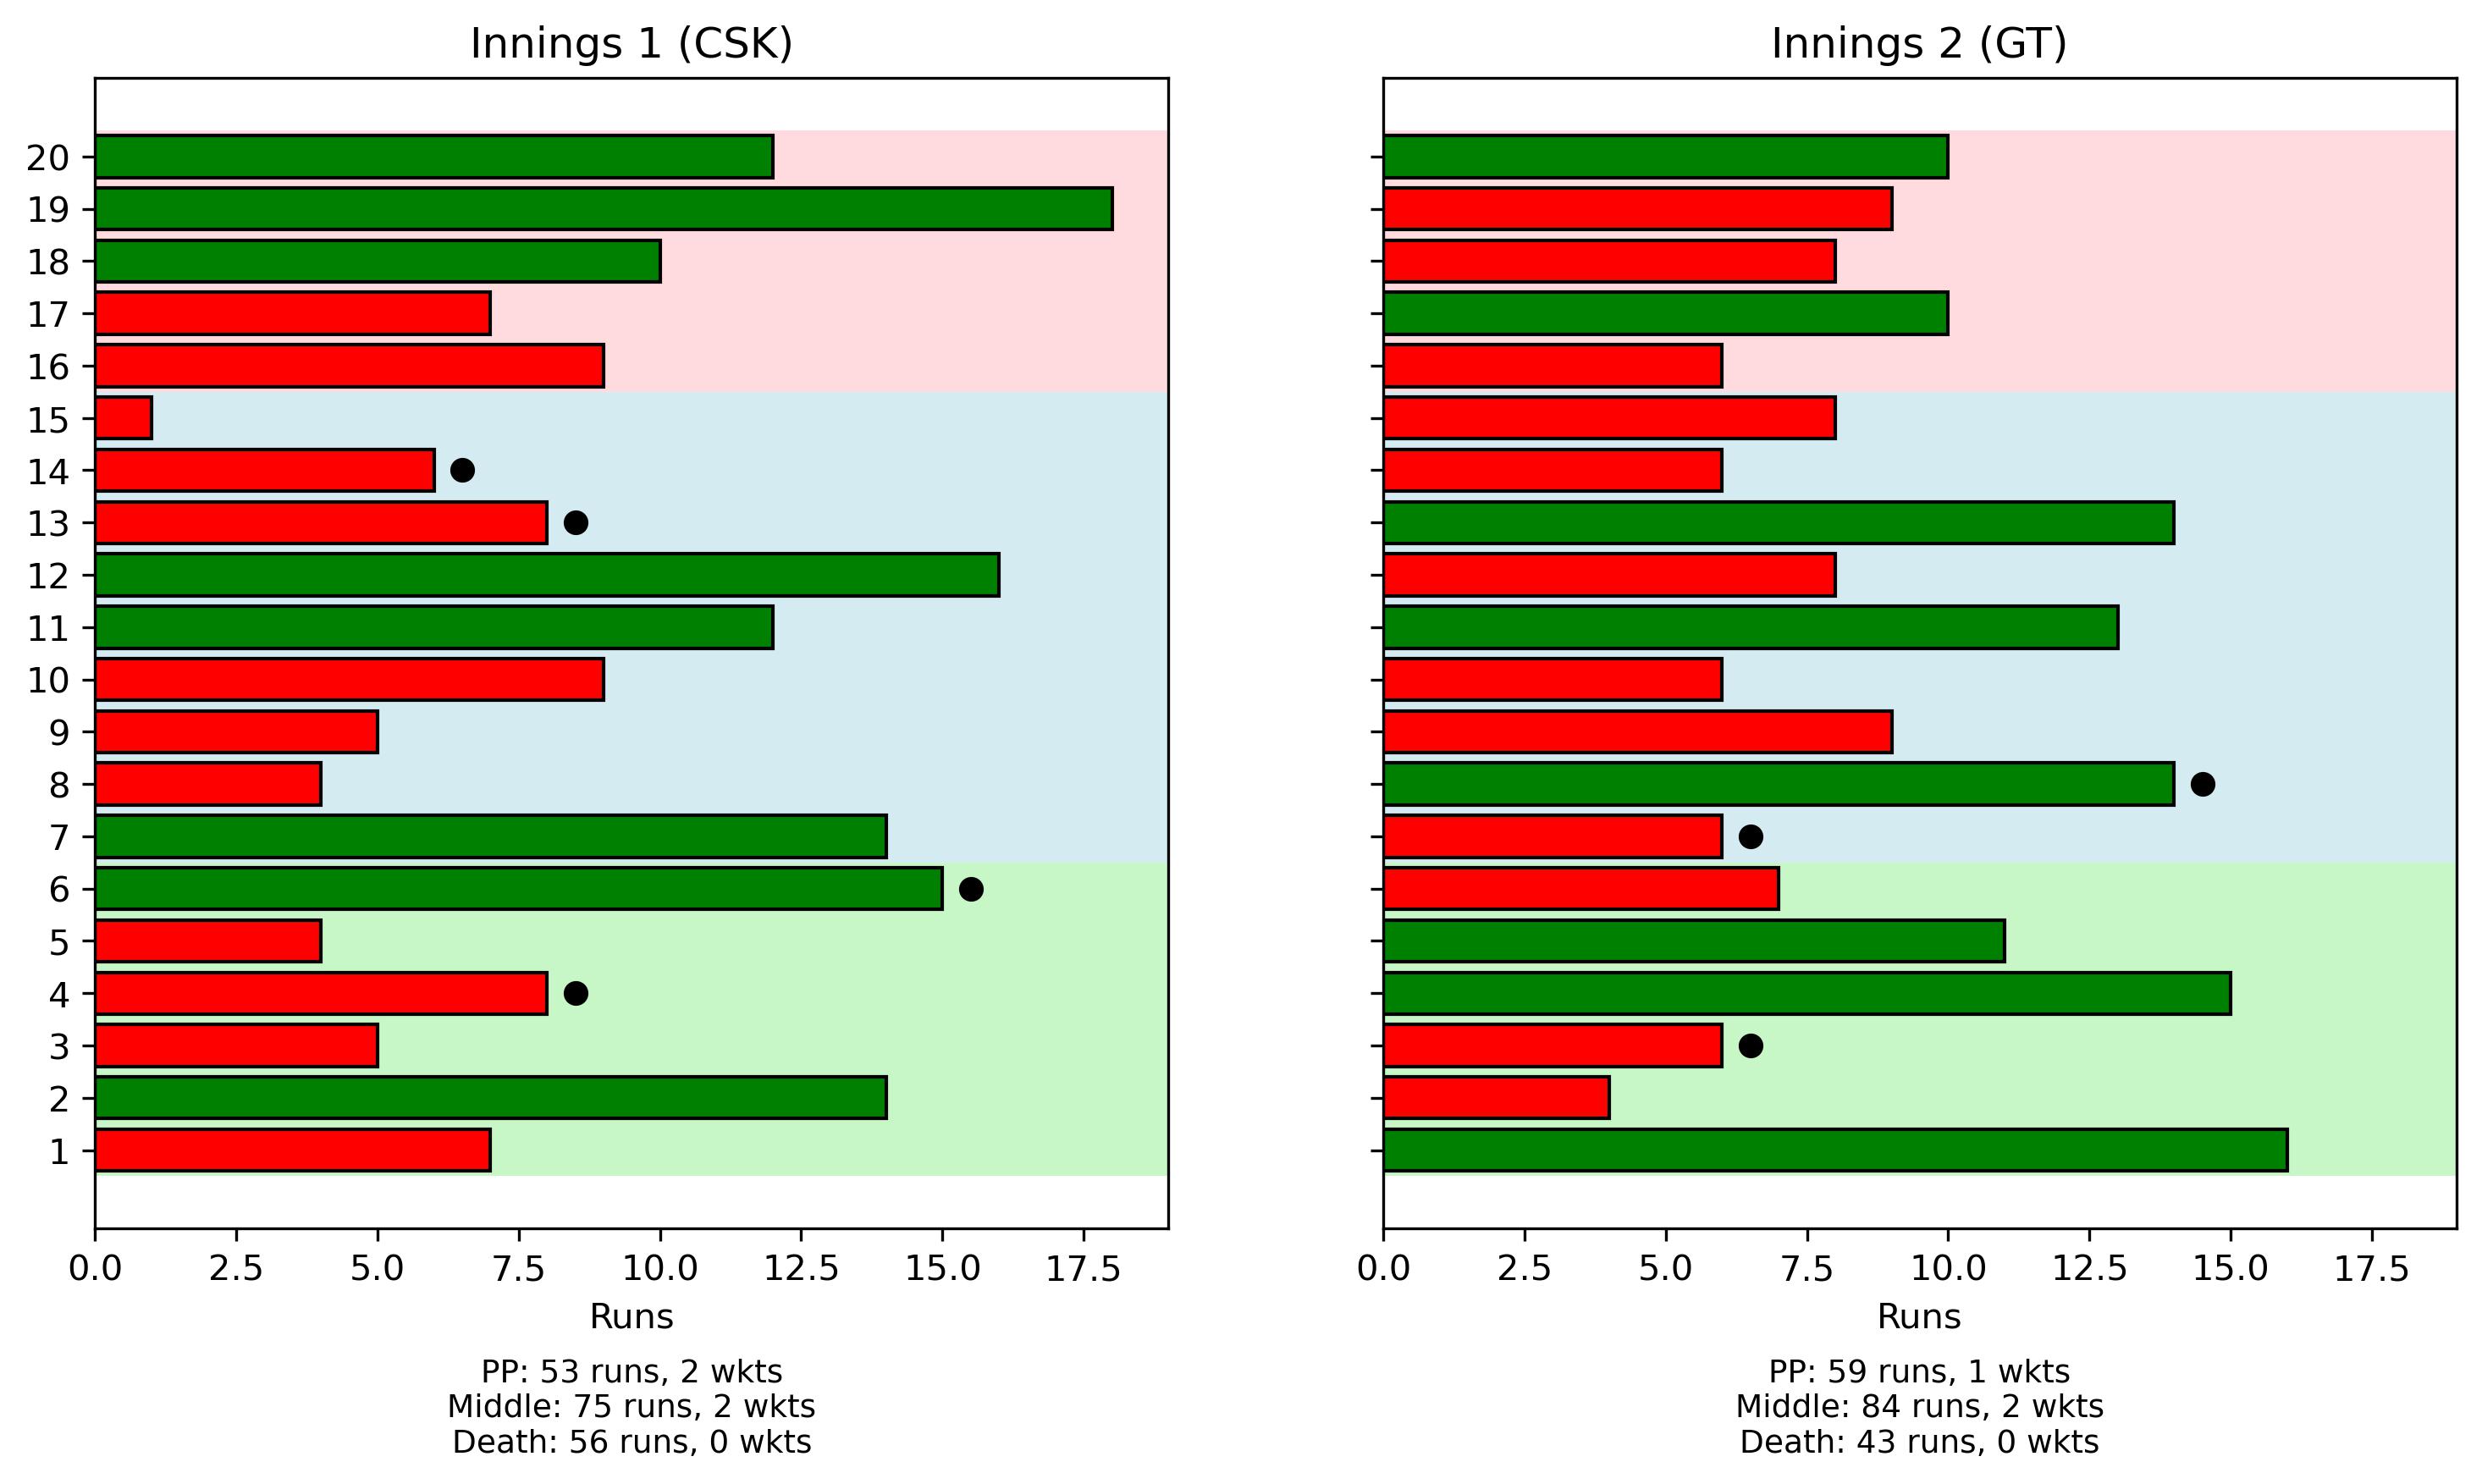 Innings 1 (CSK)
20
19
18
17
16
15
14
13
12
11
10
9
8
7
6
5
4
3
2
1
0.0 2.5 5.0 7.5 10.0 12.5 15.0 17.5
Runs
PP: 53 runs, 2 wkts
Middle: 75 runs, 2 wkts
Death: 56 runs, 0 wkts
Innings 2 (GT)
0.0 2.5 5.0 7.5 10.0 12.5 15.0 17.5
Runs
PP: 59 runs, 1 wkts
Middle: 84 runs, 2 wkts
Death: 43 runs, 0 wkts